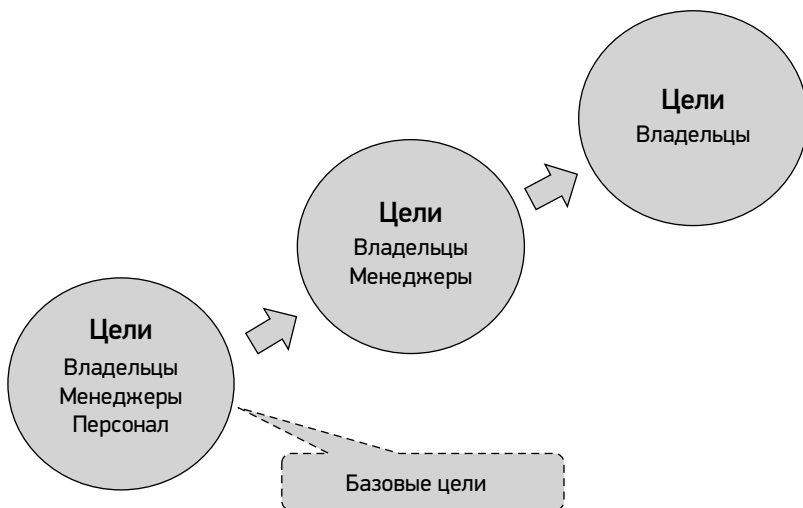 Цели
Владельцы
Цели
Владельцы
Менеджеры
Цели
Владельцы
Менеджеры
Персонал
Базовые цели